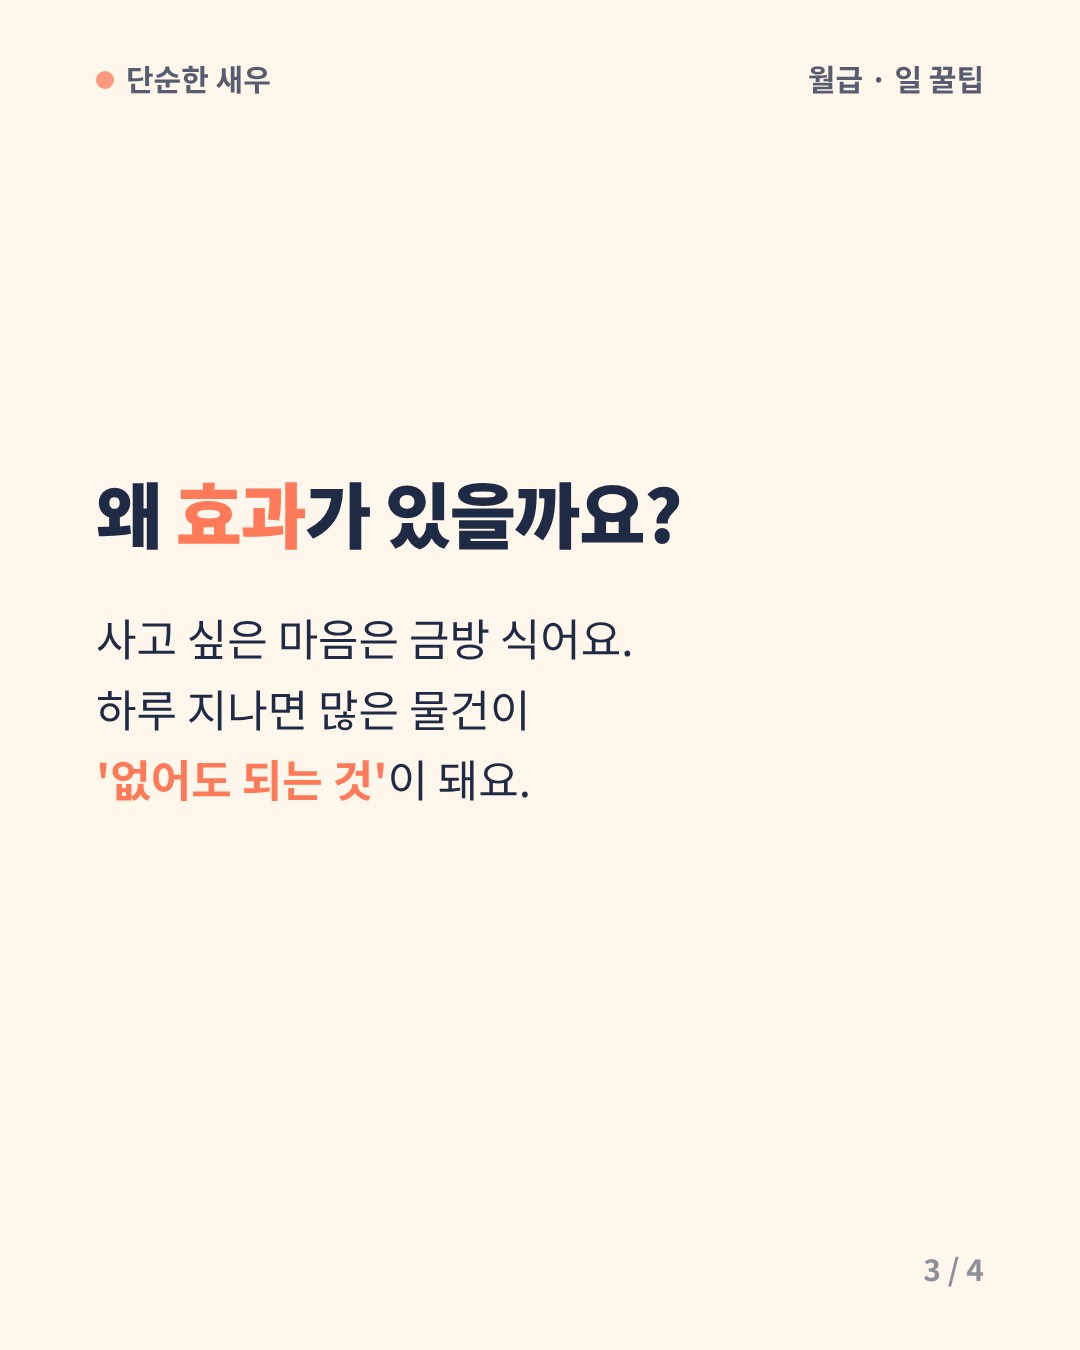 단순한 새우
월급 · 일 꿀팁
왜 효과가 있을까요?
사고 싶은 마음은 금방 식어요.
하루 지나면 많은 물건이
'없어도 되는 것'이 돼요.
3 / 4